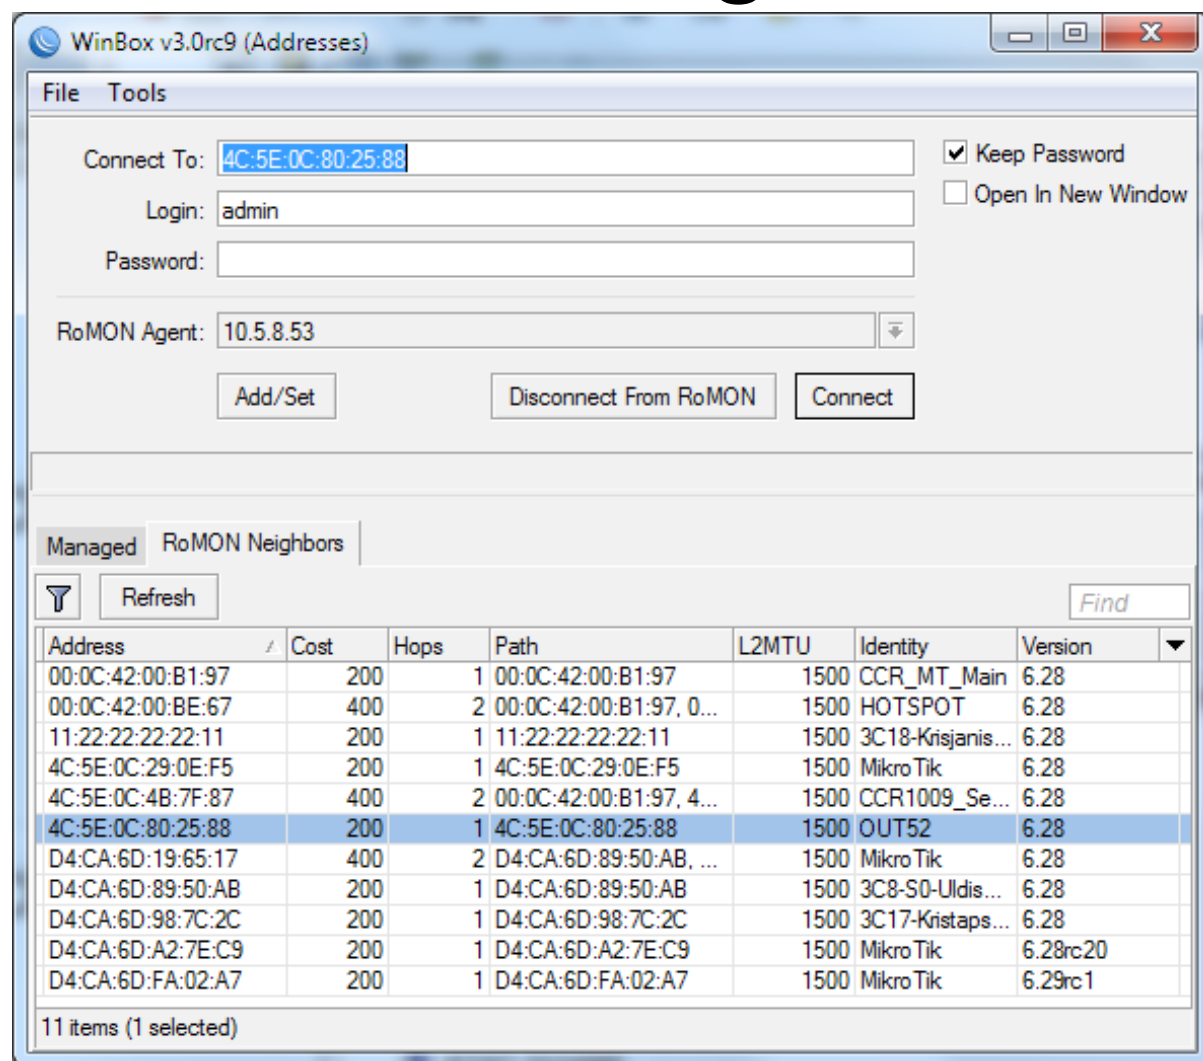 WinBox v3.0rc9 (Addresses)
File Tools
Connect To: 4C:5E:0C:80:25:88
Keep Password
Open In New Window
Login: admin
Password:
RoMON Agent: 10.5.8.53
Add/Set Disconnect From RoMON Connect
Managed RoMON Neighbors
Refresh Find
Address Cost Hops Path L2MTU Identity Version
00:0C:42:00:B1:97 200 1 00:0C:42:00:B1:97 1500 CCR_MT_Main 6.28
00:0C:42:00:BE:67 400 2 00:0C:42:00:B1:97, 0... 1500 HOTSPOT 6.28
11:22:22:22:22:11 200 1 11:22:22:22:22:11 1500 3C18-Krisjanis... 6.28
4C:5E:0C:29:0E:F5 200 1 4C:5E:0C:29:0E:F5 1500 MikroTik 6.28
4C:5E:0C:4B:7F:87 400 2 00:0C:42:00:B1:97, 4... 1500 CCR1009_Se... 6.28
4C:5E:0C:80:25:88 200 1 4C:5E:0C:80:25:88 1500 OUT52 6.28
D4:CA:6D:19:65:17 400 2 D4:CA:6D:89:50:AB, ... 1500 MikroTik 6.28
D4:CA:6D:89:50:AB 200 1 D4:CA:6D:89:50:AB 1500 3C8-S0-Uldis... 6.28
D4:CA:6D:98:7C:2C 200 1 D4:CA:6D:98:7C:2C 1500 3C17-Kristaps... 6.28
D4:CA:6D:A2:7E:C9 200 1 D4:CA:6D:A2:7E:C9 1500 MikroTik 6.28rc20
D4:CA:6D:FA:02:A7 200 1 D4:CA:6D:FA:02:A7 1500 MikroTik 6.29rc1
11 items (1 selected)